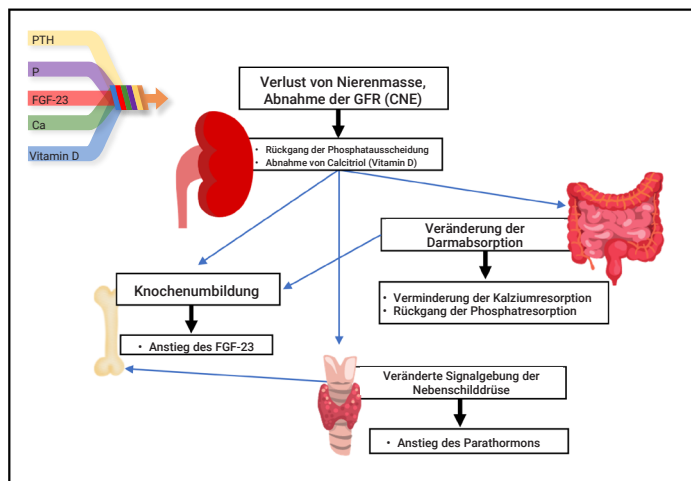 PTH
P
FGF-23
Ca
Vitamin D
Verlust von Nierenmasse,
Abnahme der GFR (CNE)
• Rückgang der Phosphatausscheidung
• Abnahme von Calcitriol (Vitamin D)
Veränderung der
Darmabsorption
• Verminderung der Kalziumresorption
• Rückgang der Phosphatresorption
Knochenumbildung
• Anstieg des FGF-23
Veränderte Signalgebung der
Nebenschilddrüse
• Anstieg des Parathormons